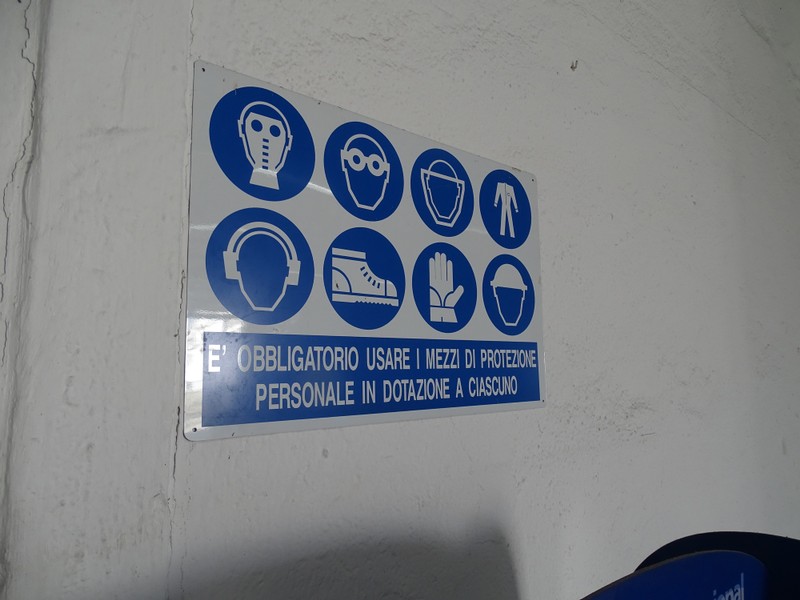 E' OBBLIGATORIO USARE I MEZZI DI PROTEZIONE
PERSONALE IN DOTAZIONE A CIASCUNO